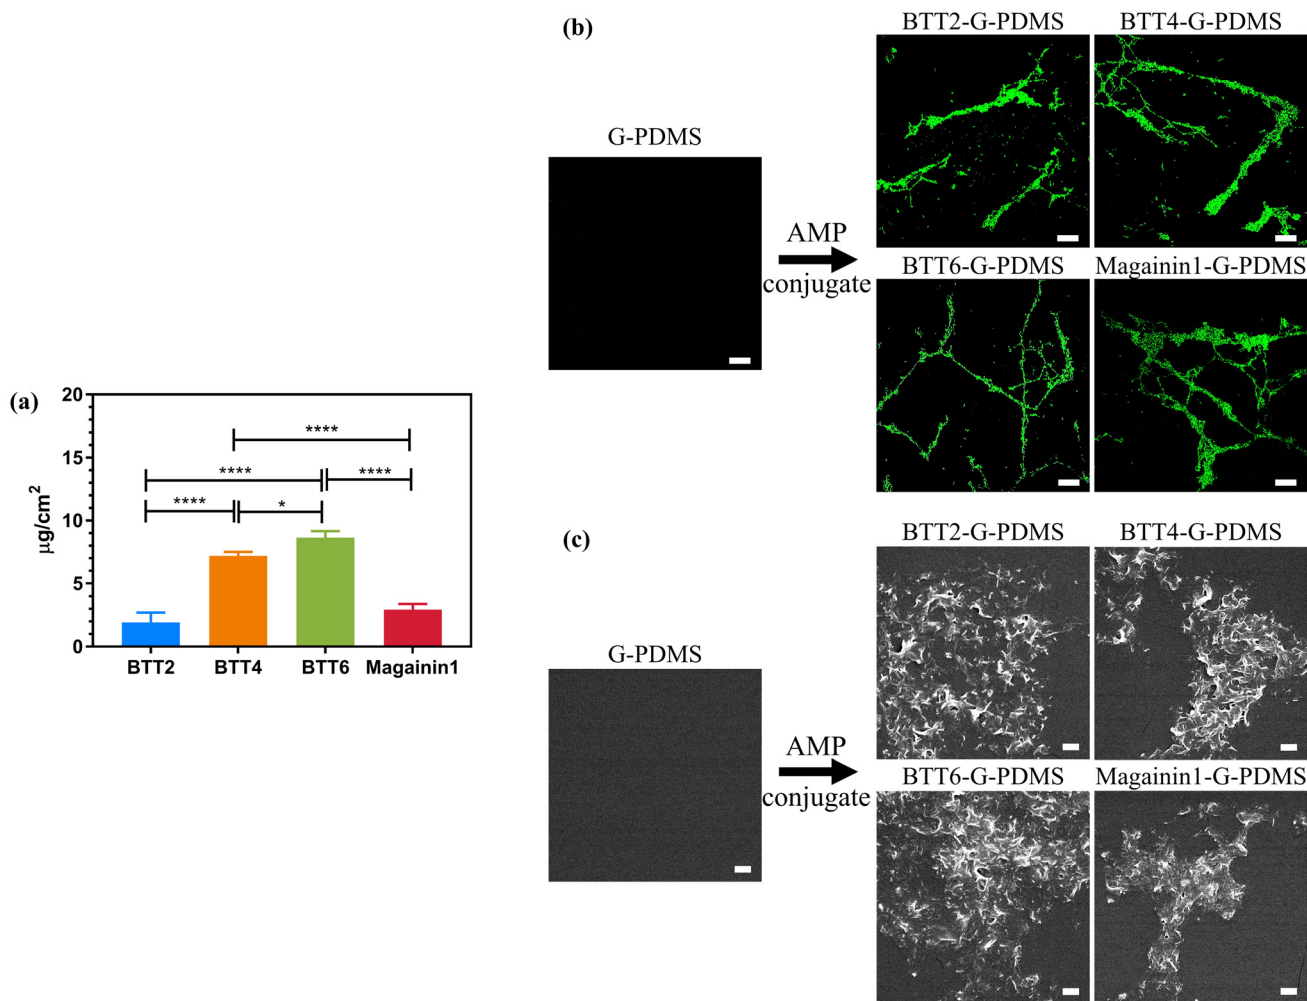 (a)
20
15
10
5
0
μg/cm2
****
****
****
****
*
BTT2 BTT4 BTT6 Magainin1
(b)
G-PDMS
AMP
conjugate
BTT2-G-PDMS BTT4-G-PDMS
BTT6-G-PDMS Magainin1-G-PDMS
(c)
G-PDMS
AMP
conjugate
BTT2-G-PDMS BTT4-G-PDMS
BTT6-G-PDMS Magainin1-G-PDMS